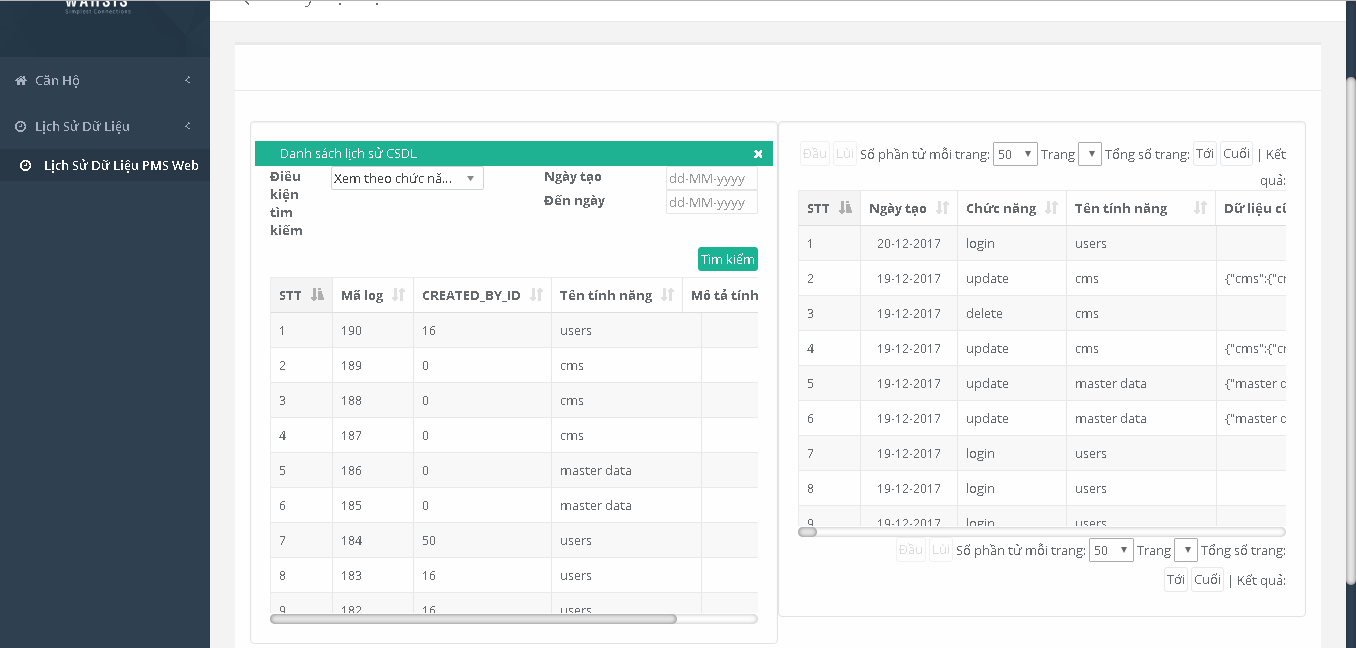 WAHSIS
Simplest Connections
Căn Hộ
Lịch Sử Dữ Liệu
Lịch Sử Dữ Liệu PMS Web
Danh sách lịch sử CSDL
Điều kiện tìm kiếm
Xem theo chức nă...
Ngày tạo dd-MM-yyyy
Đến ngày dd-MM-yyyy
Tìm kiếm
STT Mã log CREATED_BY_ID Tên tính năng Mô tả tính
1 190 16 users
2 189 0 cms
3 188 0 cms
4 187 0 cms
5 186 0 master data
6 185 0 master data
7 184 50 users
8 183 16 users
9 182 16 users
Đầu Lùi Số phần tử mỗi trang: 50 Trang Tổng số trang: Tới Cuối | Kết
quả:
STT Ngày tạo Chức năng Tên tính năng Dữ liệu cũ
1 20-12-2017 login users
2 19-12-2017 update cms {"cms":{"cm
3 19-12-2017 delete cms
4 19-12-2017 update cms {"cms":{"cm
5 19-12-2017 update master data {"master d
6 19-12-2017 update master data {"master d
7 19-12-2017 login users
8 19-12-2017 login users
9 19-12-2017 login users
Đầu Lùi Số phần tử mỗi trang: 50 Trang Tổng số trang:
Tới Cuối | Kết quả: